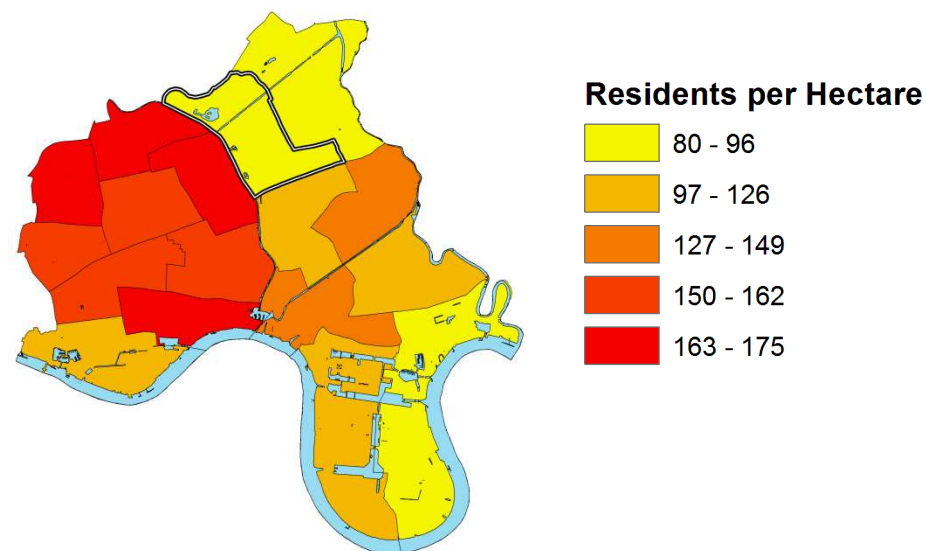 Residents per Hectare
80 - 96
97 - 126
127 - 149
150 - 162
163 - 175